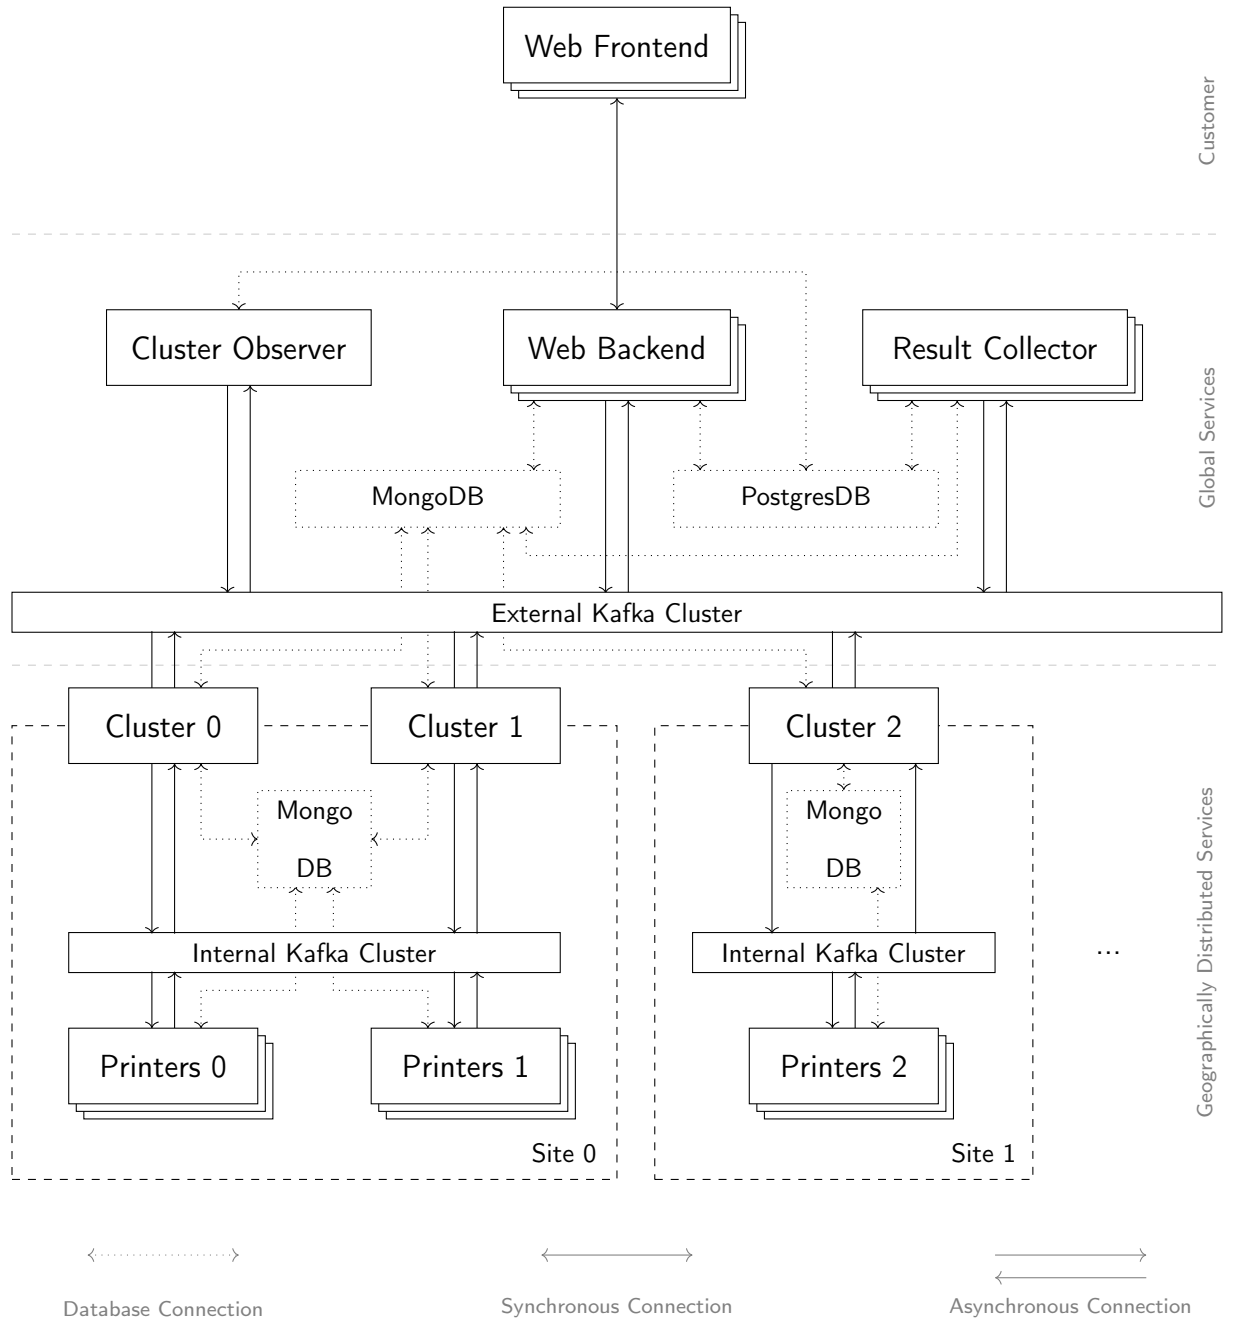 Web Frontend
Customer
Cluster Observer
Web Backend
Result Collector
Global Services
MongoDB
PostgresDB
External Kafka Cluster
Cluster 0
Cluster 1
Cluster 2
Mongo
DB
Mongo
DB
Geographically Distributed Services
Internal Kafka Cluster
Internal Kafka Cluster
...
Printers 0
Printers 1
Printers 2
Site 0
Site 1
Database Connection
Synchronous Connection
Asynchronous Connection